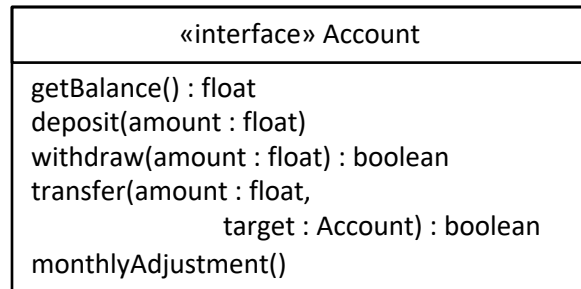 «interface» Account
getBalance() : float
deposit(amount : float)
withdraw(amount : float) : boolean
transfer(amount : float,
target : Account) : boolean
monthlyAdjustment()